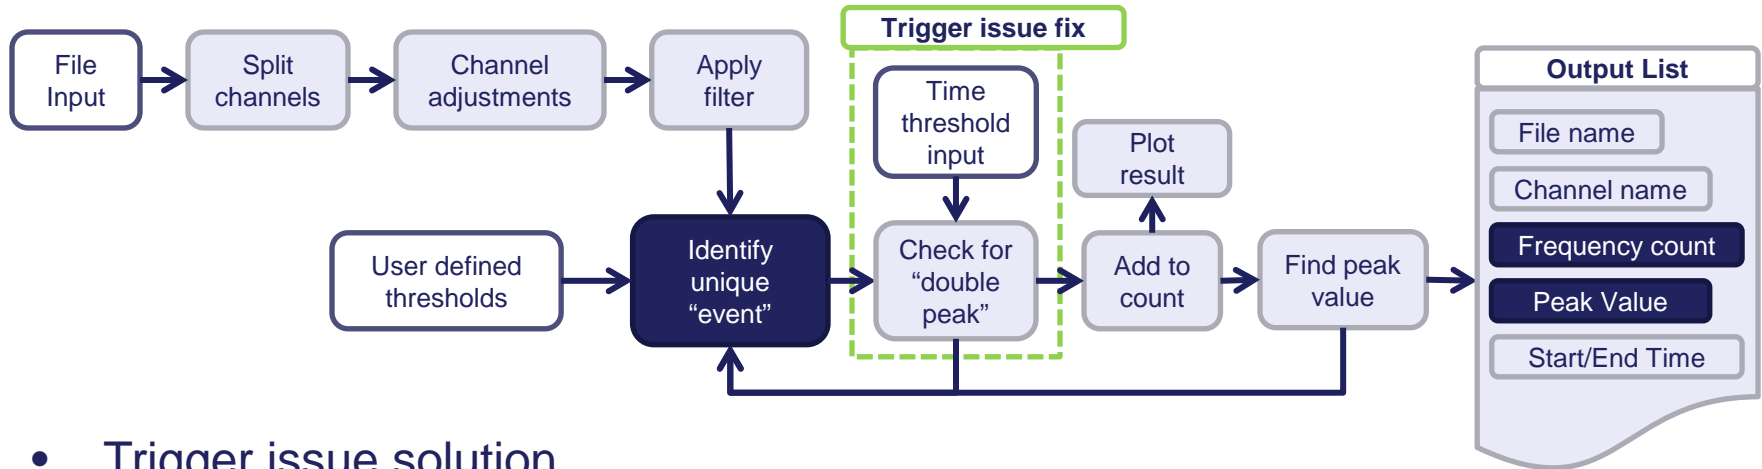 Trigger issue fix
File
Input
Split
channels
Channel
adjustments
Apply
filter
Time
threshold
input
Plot
result
User defined
thresholds
Identify
unique
“event”
Check for
“double
peak”
Add to
count
Find peak
value
Output List
File name
Channel name
Frequency count
Peak Value
Start/End Time
• Trigger issue solution